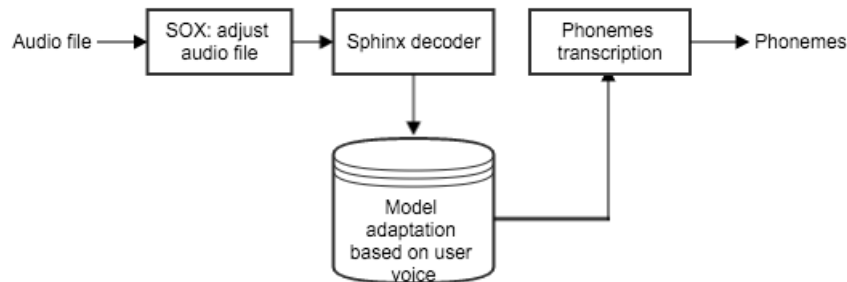 Audio file
SOX: adjust
audio file
Sphinx decoder
Phonemes
transcription
Phonemes
Model
adaptation
based on user
voice